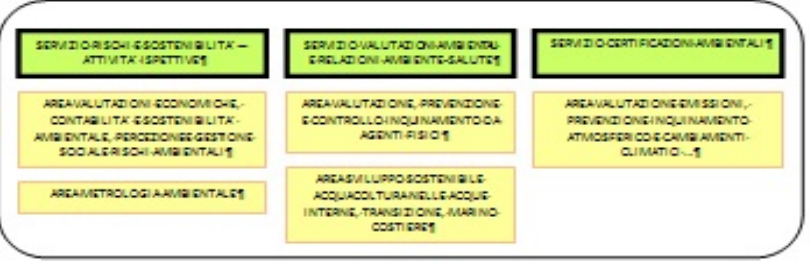 SERVIZIO·RISCHI·E·SOSTENIBILITA'·—·
ATTIVITA'·ISPETTIVE¶
AREA·VALUTAZIONI·ECONOMICHE,·
CONTABILITA'·E·SOSTENIBILITA'·
AMBIENTALE,·PERCEZIONE·E·GESTIONE·
SOCIALE·RISCHI·AMBIENTALI¶
AREA·METROLOGIA·AMBIENTALE¶
SERVIZIO·VALUTAZIONI·AMBIENTALI·
E·RELAZIONI·AMBIENTE·SALUTE¶
AREA·VALUTAZIONE,·PREVENZIONE·
E·CONTROLLO·INQUINAMENTO·DA·
AGENTI·FISICI¶
AREA·SVILUPPO·SOSTENIBILE·
ACQUACOLTURA·NELLE·ACQUE·
INTERNE,·TRANSIZIONE,·MARINO·
COSTIERE¶
SERVIZIO·CERTIFICAZIONI·AMBIENTALI¶
AREA·VALUTAZIONE·EMISSIONI,·
PREVENZIONE·INQUINAMENTO·
ATMOSFERICO·E·CAMBIAMENTI·
CLIMATICI·...¶